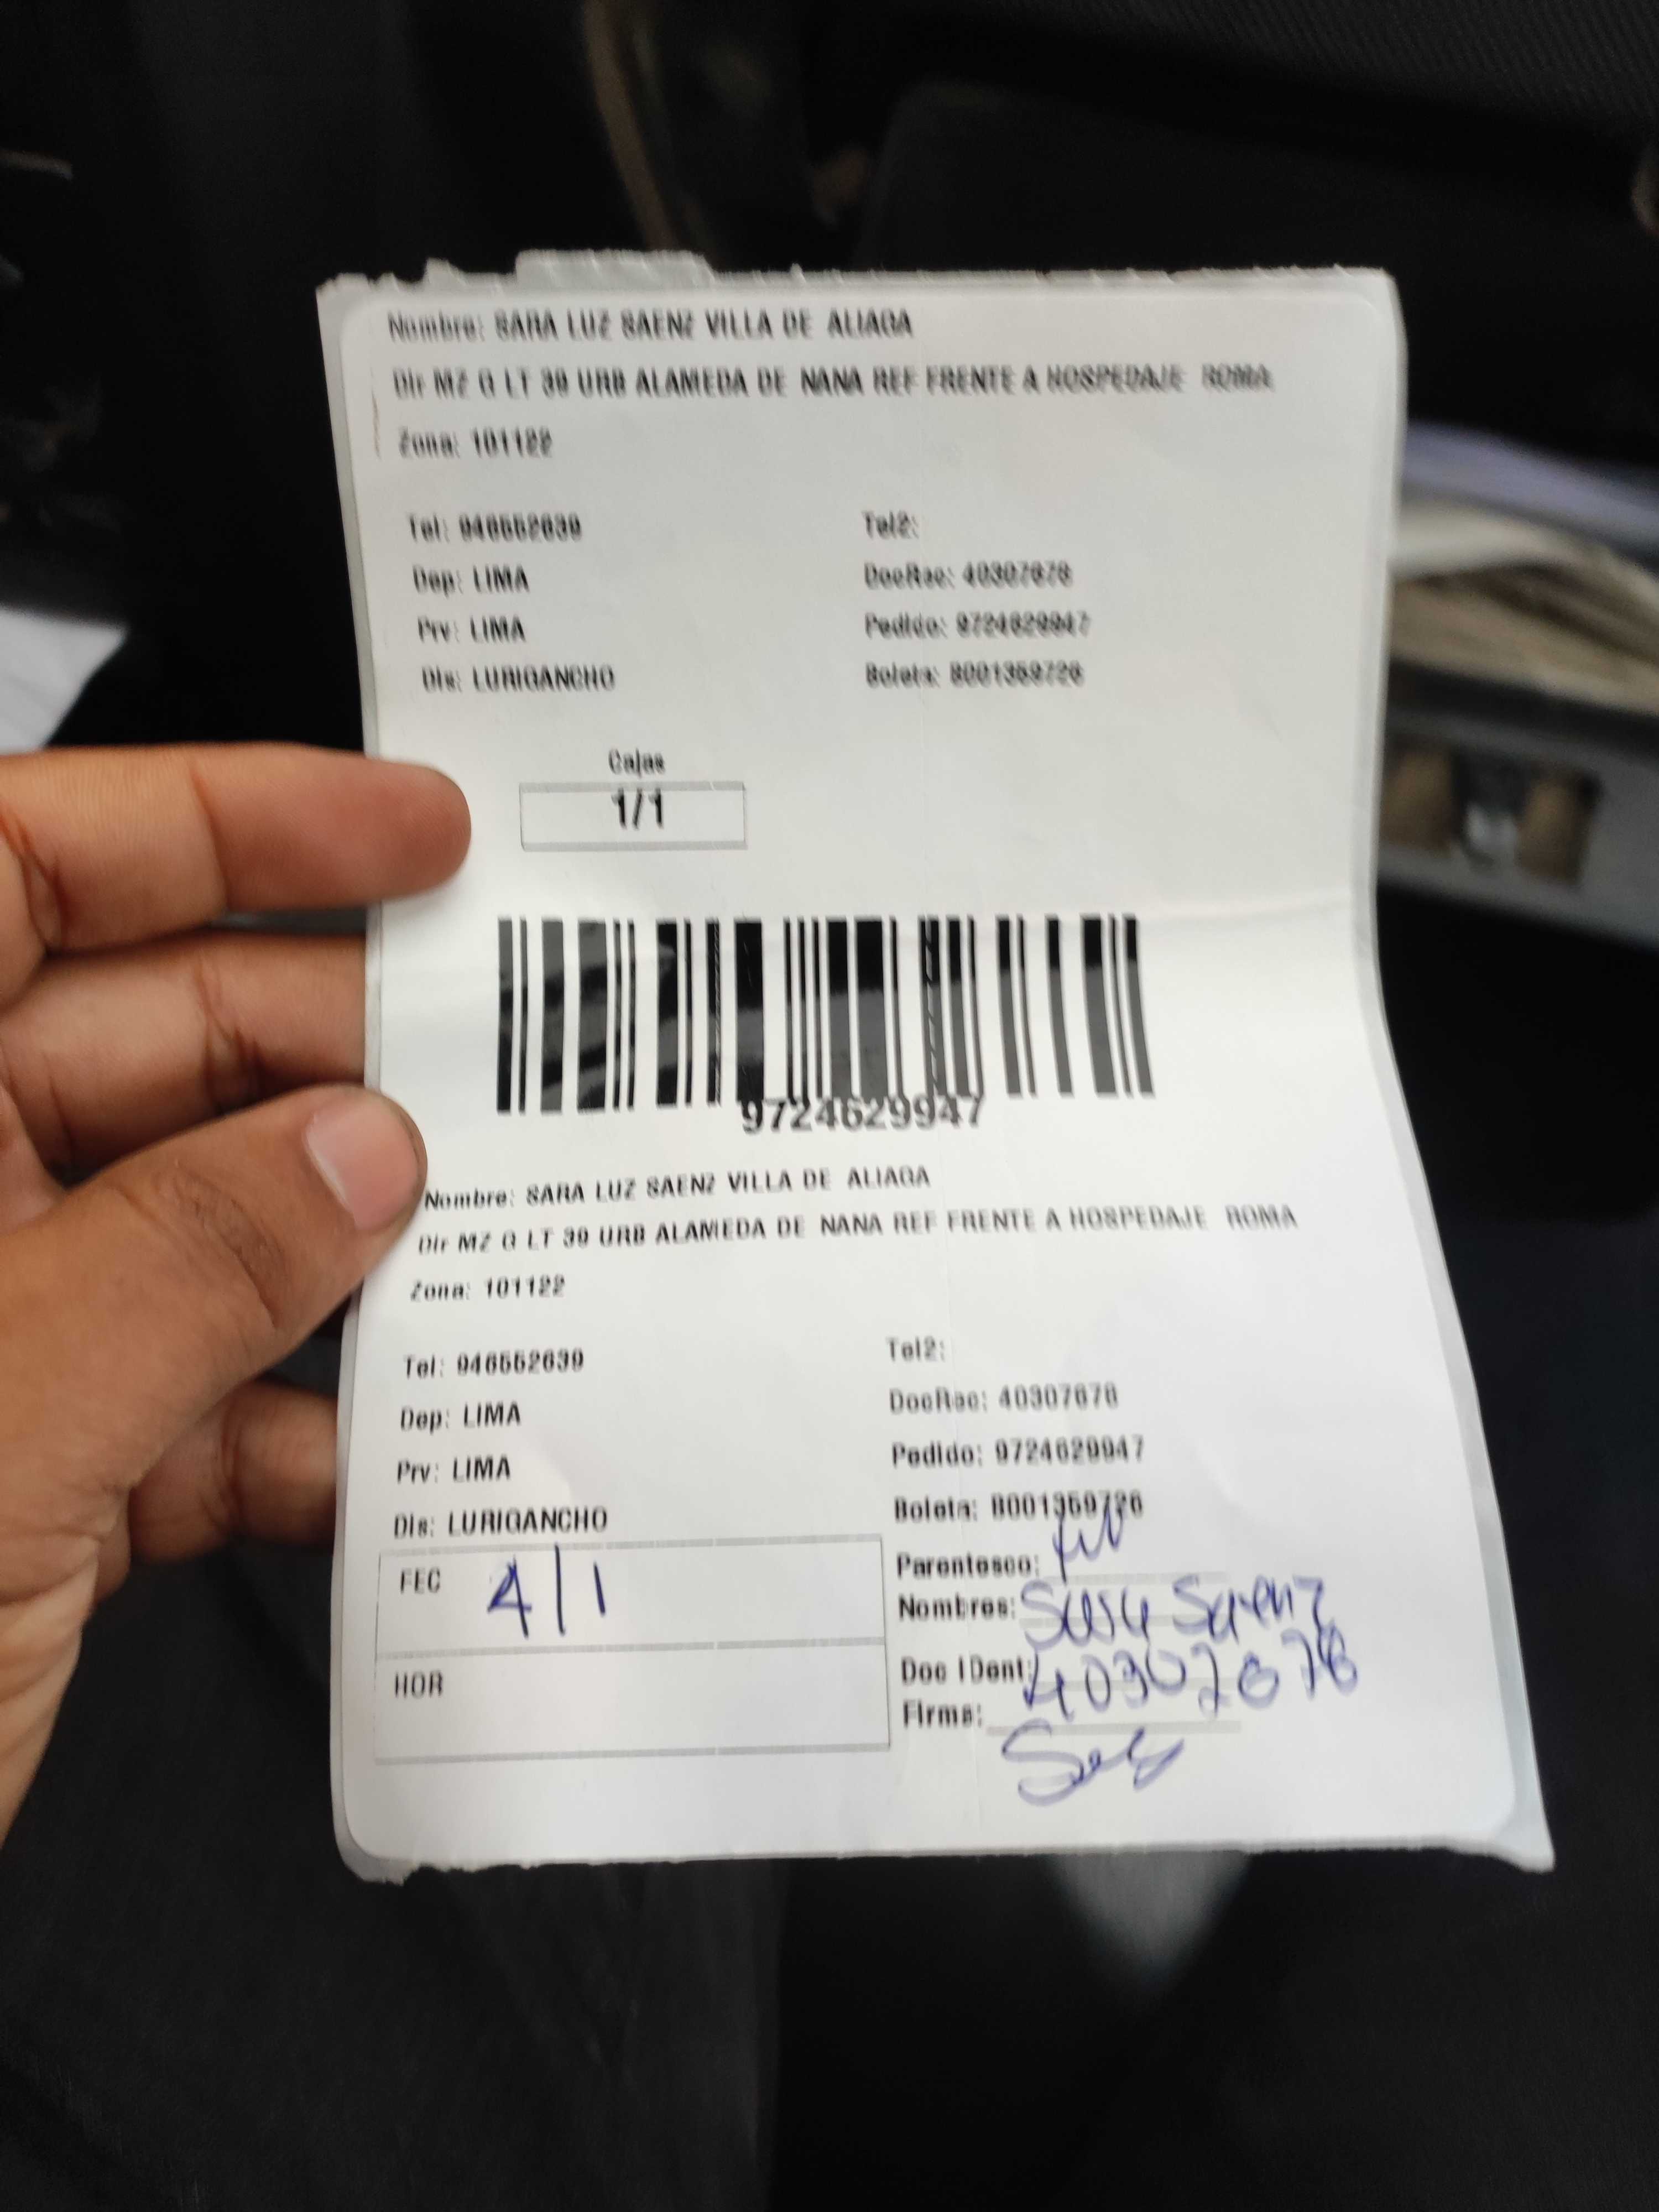 Nombre: SARA LUZ SAENZ VILLA DE ALIAGA
Dir MZ G LT 39 URB ALAMEDA DE NANA REF FRENTE A HOSPEDAJE ROMA
Zona: 101122
Tel: 946552639 Tel2:
Dep: LIMA DocRec: 40307678
Prv: LIMA Pedido: 9724629947
Dis: LURIGANCHO Boleta: B001359726
Cajas
1/1
9724629947
Nombre: SARA LUZ SAENZ VILLA DE ALIAGA
Dir MZ G LT 39 URB ALAMEDA DE NANA REF FRENTE A HOSPEDAJE ROMA
Zona: 101122
Tel: 946552639 Tel2:
Dep: LIMA DocRec: 40307678
Prv: LIMA Pedido: 9724629947
Dis: LURIGANCHO Boleta: B001359726
FEC 4/1 Parentesco:
Nombres: Sara Saenz
HOR Doc IDent: 40307678
Firma: